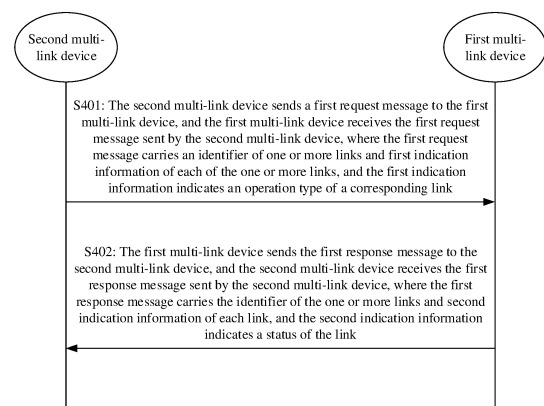 Second multi-
link device
First multi-
link device
S401: The second multi-link device sends a first request message to the first
multi-link device, and the first multi-link device receives the first request
message sent by the second multi-link device, where the first request
message carries an identifier of one or more links and first indication
information of each of the one or more links, and the first indication
information indicates an operation type of a corresponding link
S402: The first multi-link device sends the first response message to the
second multi-link device, and the second multi-link device receives the first
response message sent by the second multi-link device, where the first
response message carries the identifier of the one or more links and second
indication information of each link, and the second indication information
indicates a status of the link